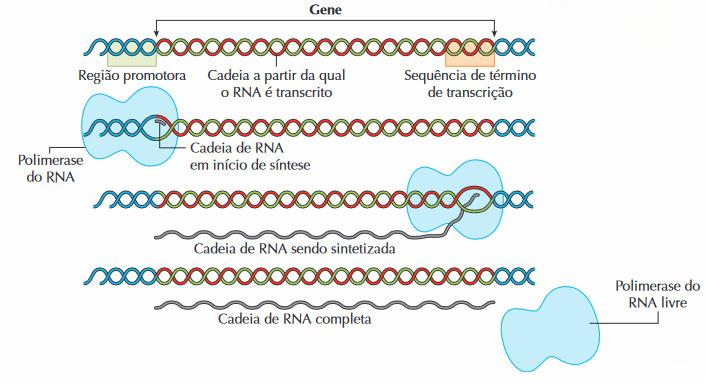 Gene
Região promotora
Cadeia a partir da qual
o RNA é transcrito
Sequência de término
de transcrição
Polimerase
do RNA
Cadeia de RNA
em início de síntese
Cadeia de RNA sendo sintetizada
Cadeia de RNA completa
Polimerase do
RNA livre